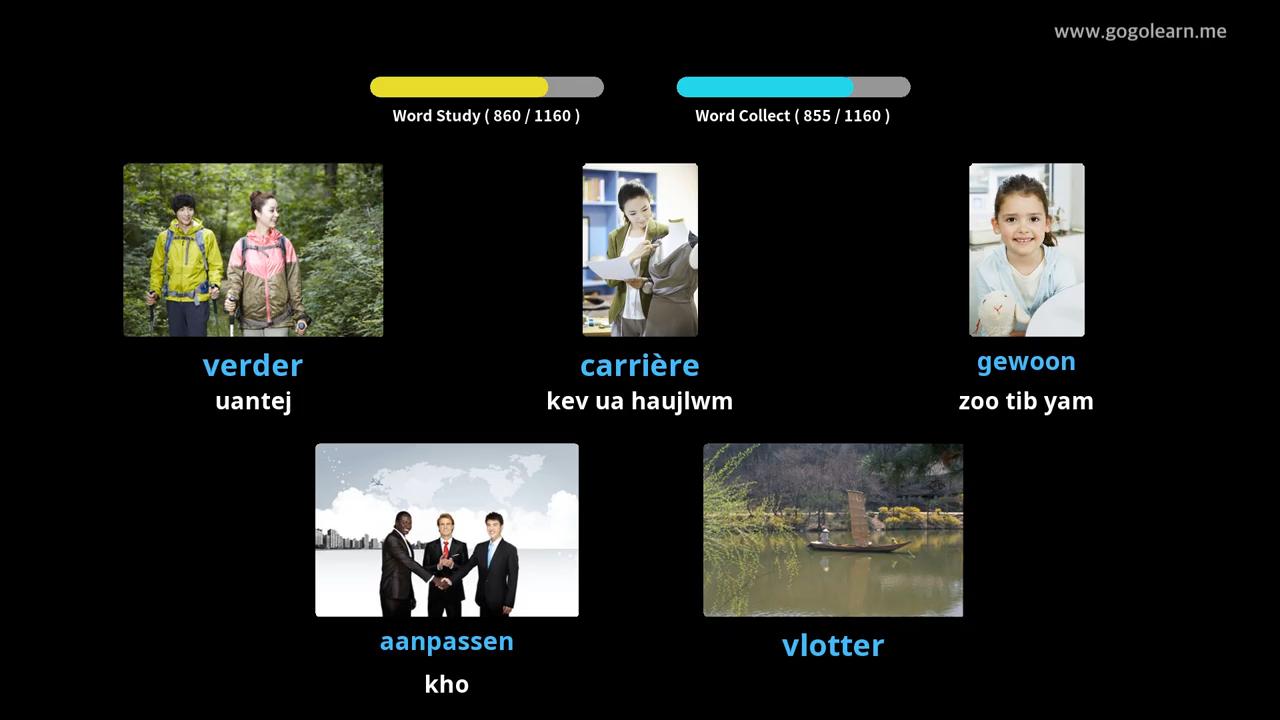 www.gogolearn.me
Word Study ( 860 / 1160 )
Word Collect ( 855 / 1160 )
verder
uantej
carrière
kev ua haujlwm
gewoon
zoo tib yam
aanpassen
kho
vlotter